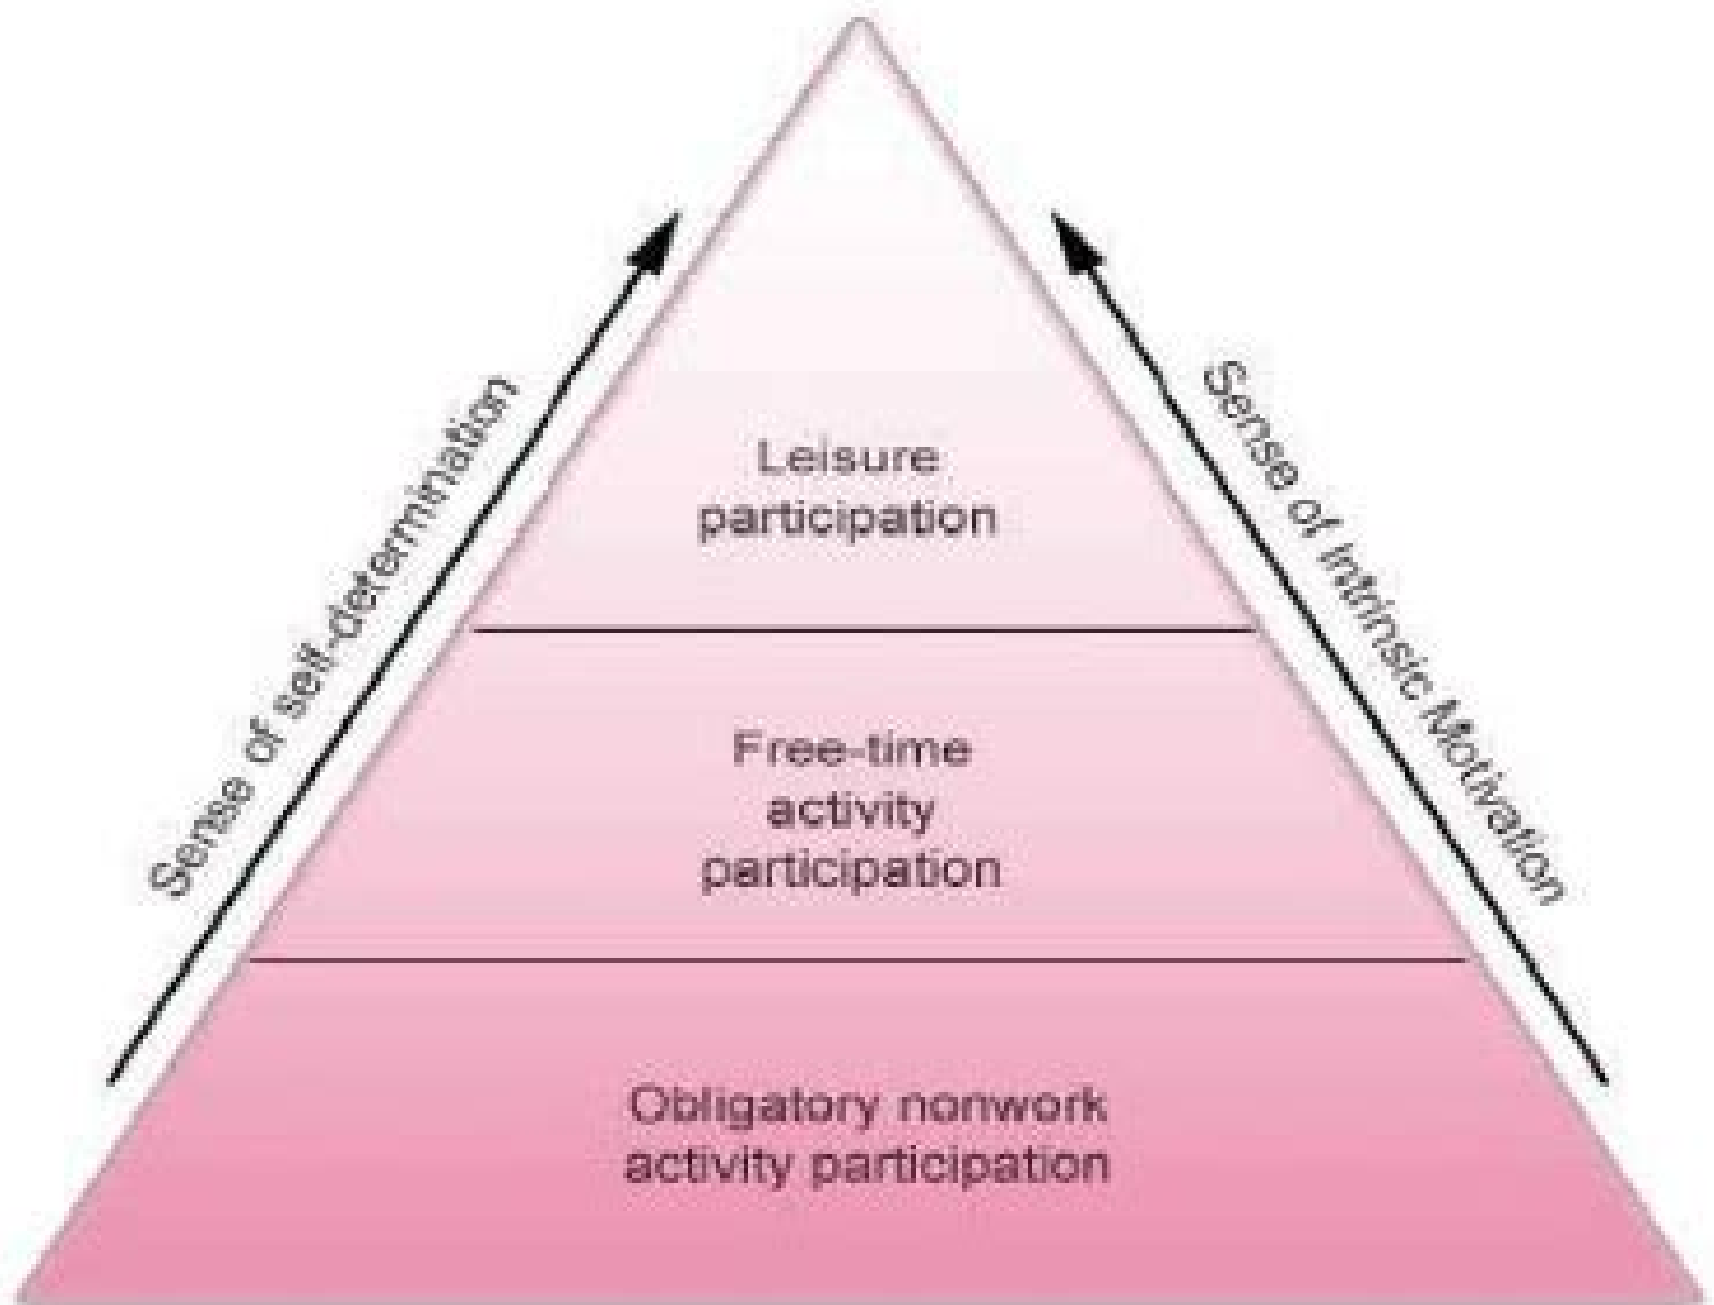 Leisure
participation
Sense of self-determination
Sense of Intrinsic Motivation
Free-time
activity
participation
Obligatory nonwork
activity participation